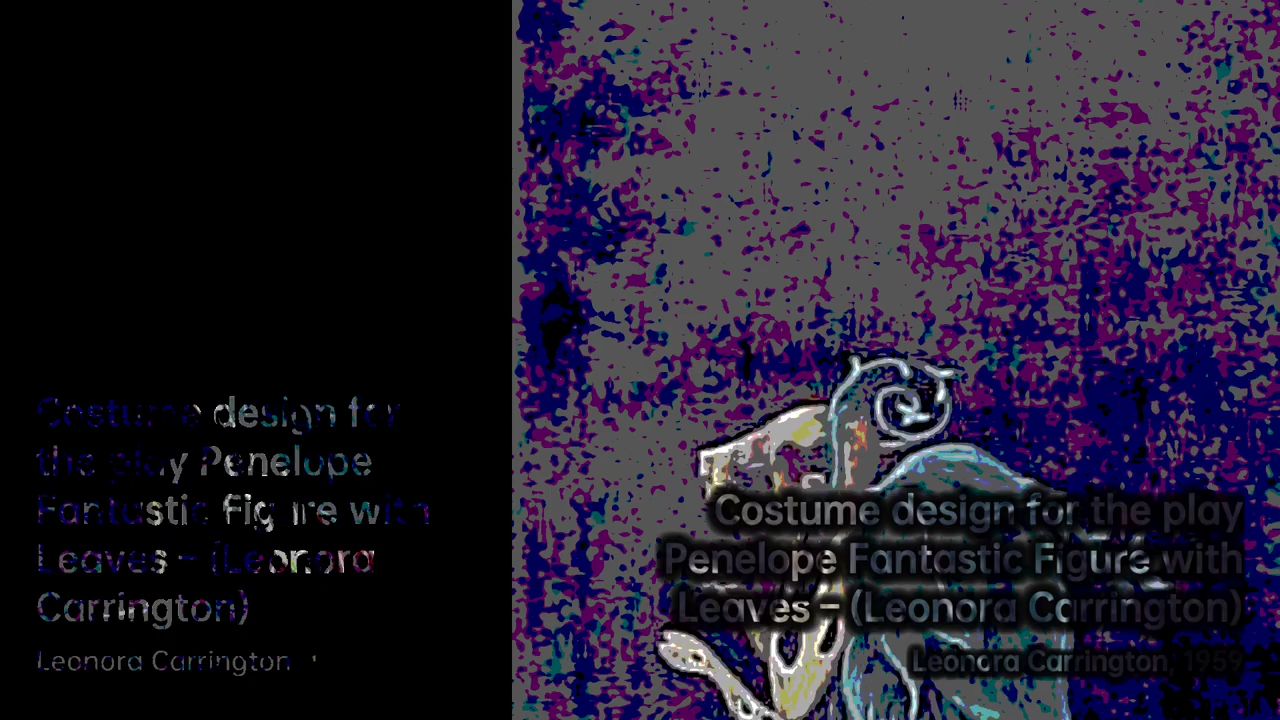 Costume design for
the play Penelope
Fantastic Figure with
Leaves – (Leonora
Carrington)
Leonora Carrington
Costume design for the play
Penelope Fantastic Figure with
Leaves – (Leonora Carrington)
Leonora Carrington, 1959